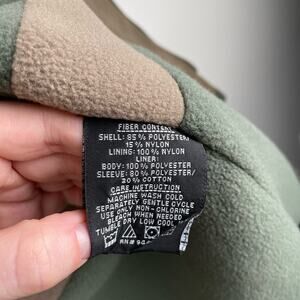 FIBER CONTENT
SHELL: 85% POLYESTER
15% NYLON
LINING: 100% NYLON
LINER:
BODY: 100% POLYESTER
SLEEVE: 80% POLYESTER/
20% COTTON
CARE INSTRUCTION
MACHINE WASH COLD
SEPARATELY GENTLE CYCLE
USE ONLY NON-CHLORINE
BLEACH WHEN NEEDED
TUMBLE DRY LOW
RN#